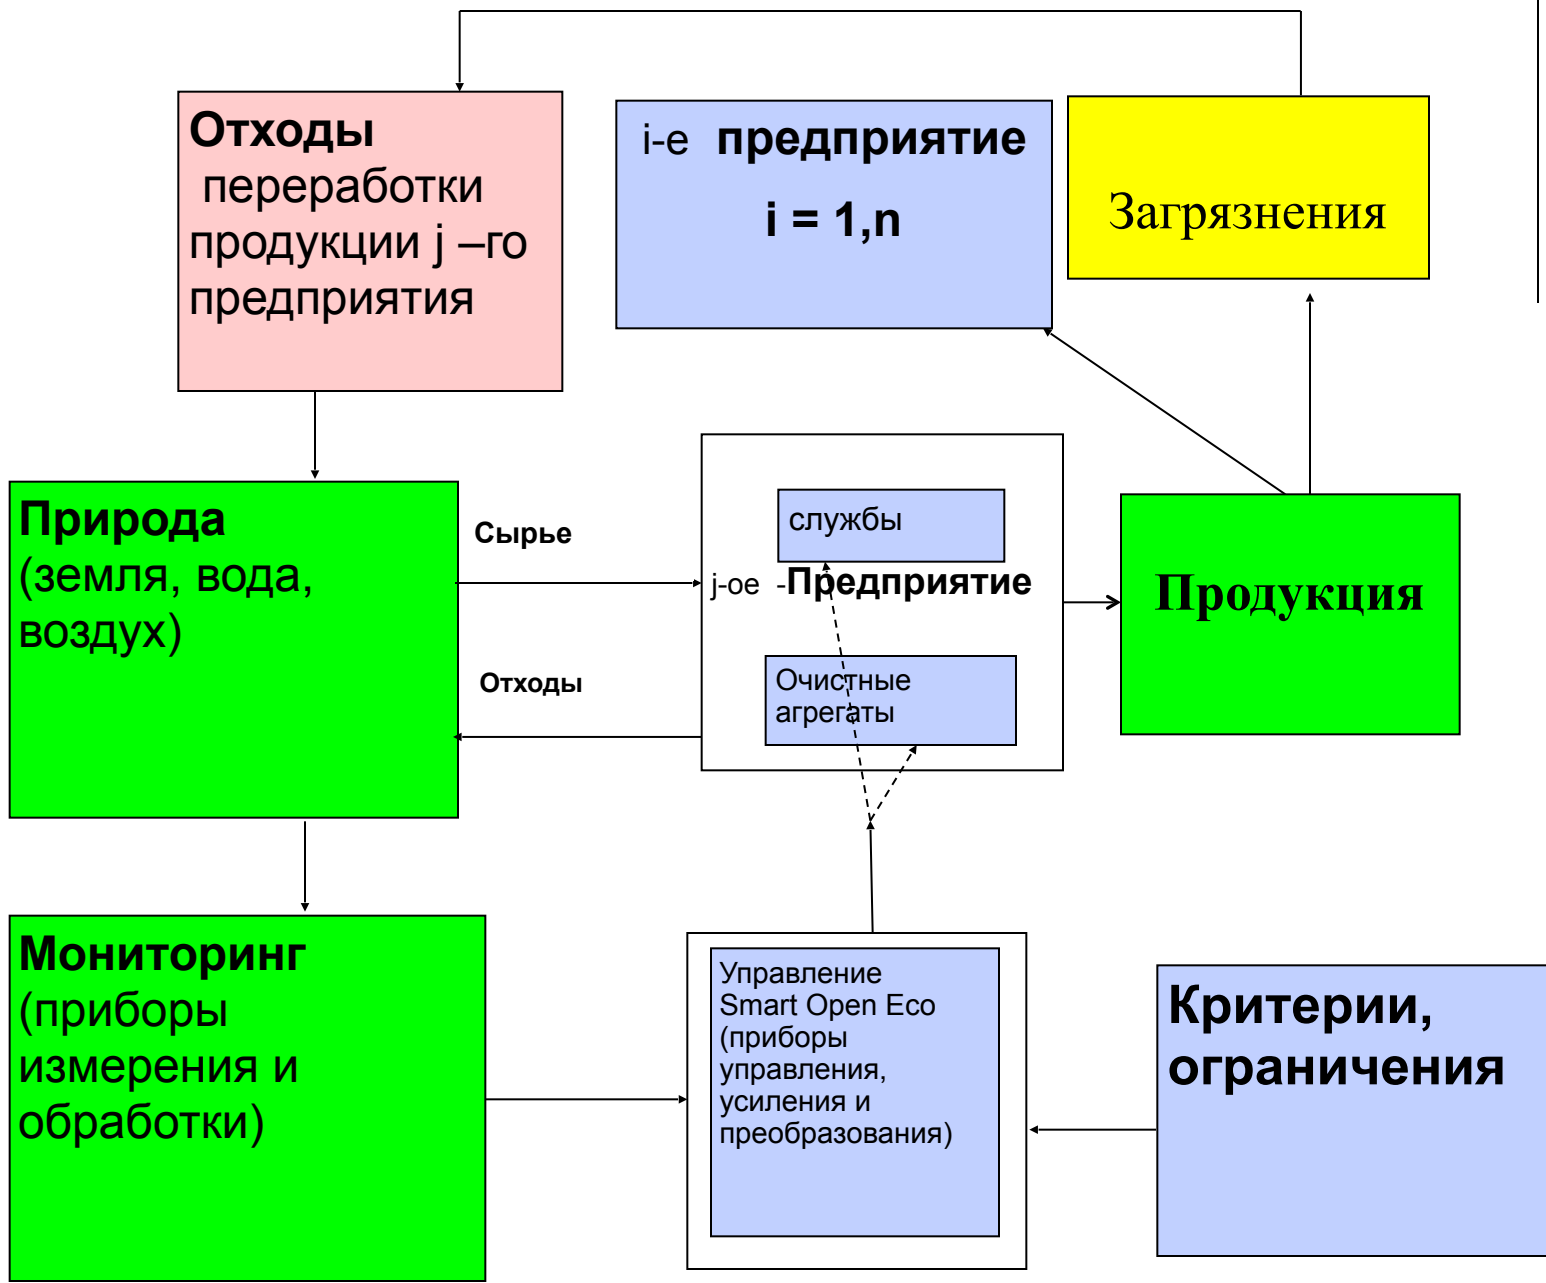 Отходы
переработки
продукции j –го
предприятия
i-е предприятие
i = 1,n
Загрязнения
Природа
(земля, вода,
воздух)
Сырье
Отходы
службы
j-ое -Предприятие
Очистные
агрегаты
Продукция
Мониторинг
(приборы
измерения и
обработки)
Управление
Smart Open Eco
(приборы
управления,
усиления и
преобразования)
Критерии,
ограничения